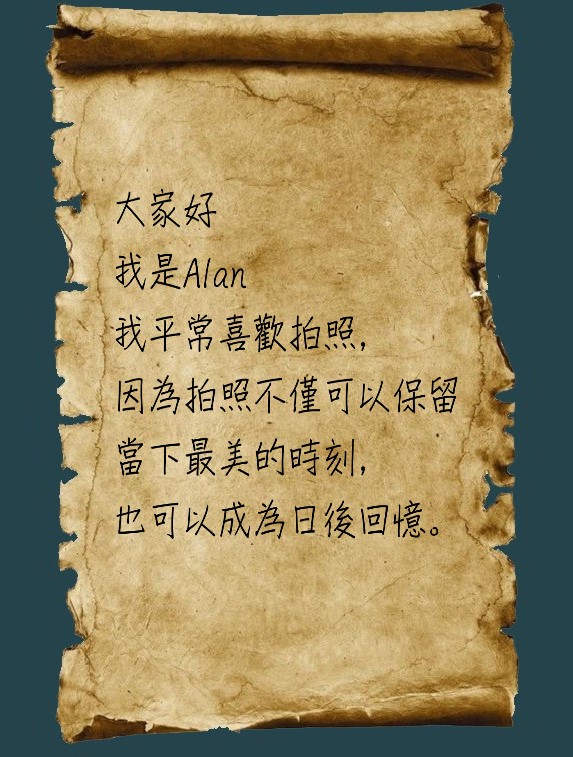 大家好
我是Alan
我平常喜歡拍照，
因為拍照不僅可以保留
當下最美的時刻，
也可以成為日後回憶。